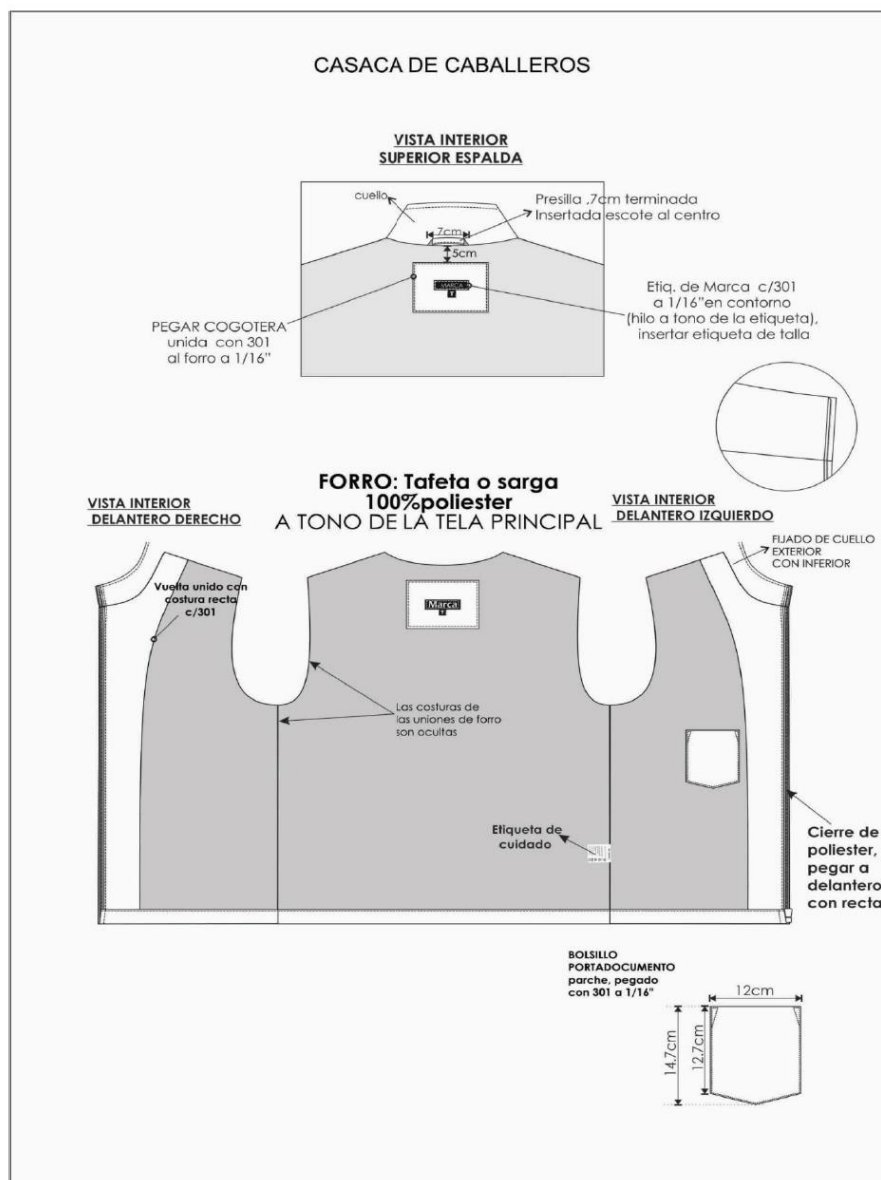 CASACA DE CABALLEROS
VISTA INTERIOR
SUPERIOR ESPALDA
cuello
Presilla ,7cm terminada
Insertada escote al centro
7cm
5cm
MARCA
T
Etiq. de Marca c/301
a 1/16”en contorno
(hilo a tono de la etiqueta),
insertar etiqueta de talla
PEGAR COGOTERA
unida con 301
al forro a 1/16”
FORRO: Tafeta o sarga
100%poliester
A TONO DE LA TELA PRINCIPAL
VISTA INTERIOR
DELANTERO DERECHO
VISTA INTERIOR
DELANTERO IZQUIERDO
FIJADO DE CUELLO
EXTERIOR
CON INFERIOR
Vuelta unido con
costura recta
c/301
Marca
T
Las costuras de
las uniones de forro
son ocultas
Etiqueta de
cuidado
Cierre de
poliester,
pegar a
delantero
con recta
BOLSILLO
PORTADOCUMENTO
parche, pegado
con 301 a 1/16"
12cm
14.7cm
12.7cm